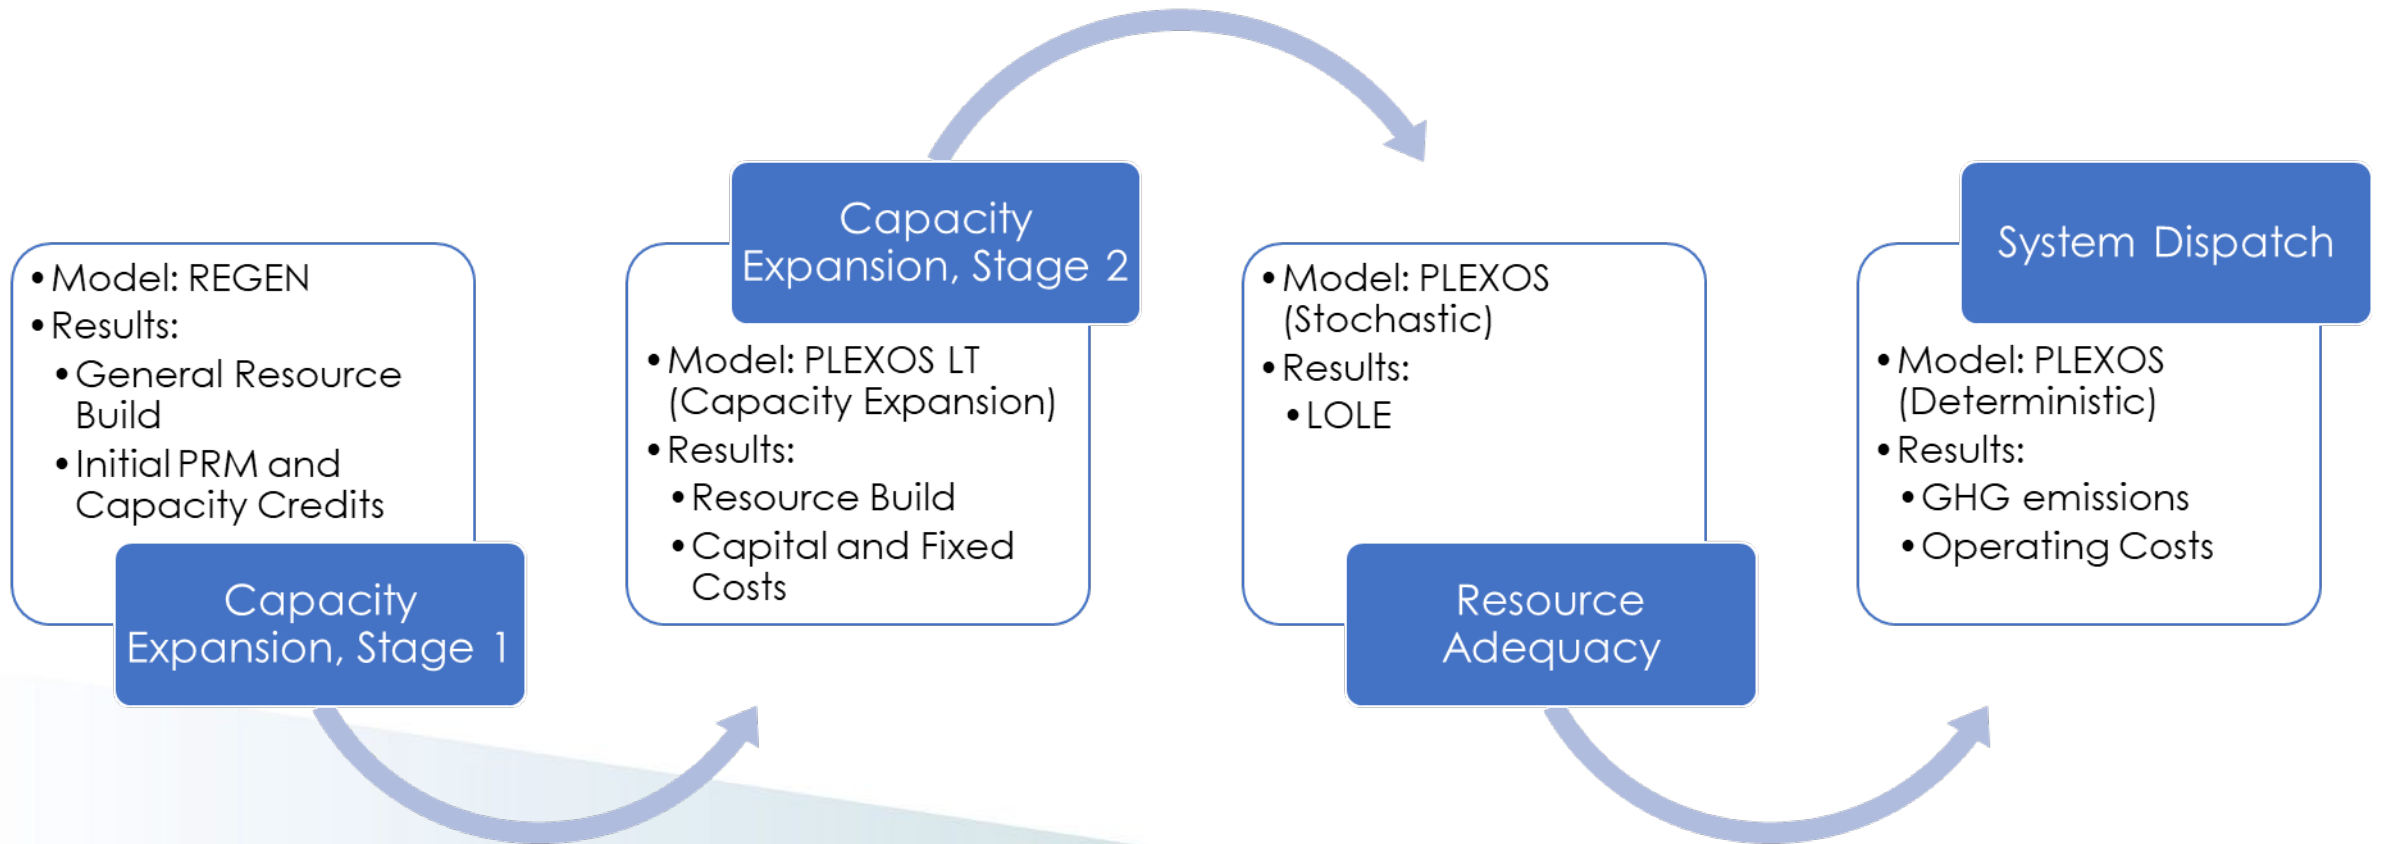 • Model: REGEN
• Results:
• General Resource
Build
• Initial PRM and
Capacity Credits
Capacity
Expansion, Stage 1
Capacity
Expansion, Stage 2
• Model: PLEXOS LT
(Capacity Expansion)
• Results:
• Resource Build
• Capital and Fixed
Costs
• Model: PLEXOS
(Stochastic)
• Results:
• LOLE
Resource
Adequacy
System Dispatch
• Model: PLEXOS
(Deterministic)
• Results:
• GHG emissions
• Operating Costs